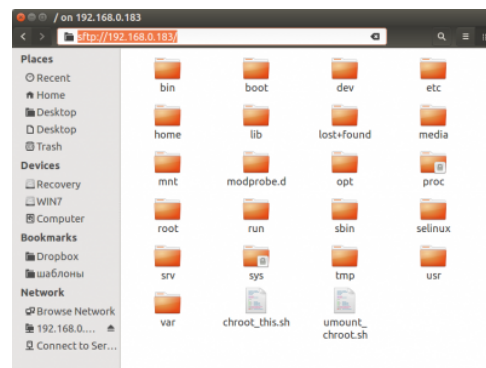 / on 192.168.0.183
sftp://192.168.0.183/
Places
Recent
Home
Desktop
Desktop
Trash
Devices
Recovery
WIN7
Computer
Bookmarks
Dropbox
шаблоны
Network
Browse Network
192.168.0....
Connect to Ser...
bin boot dev etc
home lib lost+found media
mnt modprobe.d opt proc
root run sbin selinux
srv sys tmp usr
var chroot_this.sh umount_
chroot.sh